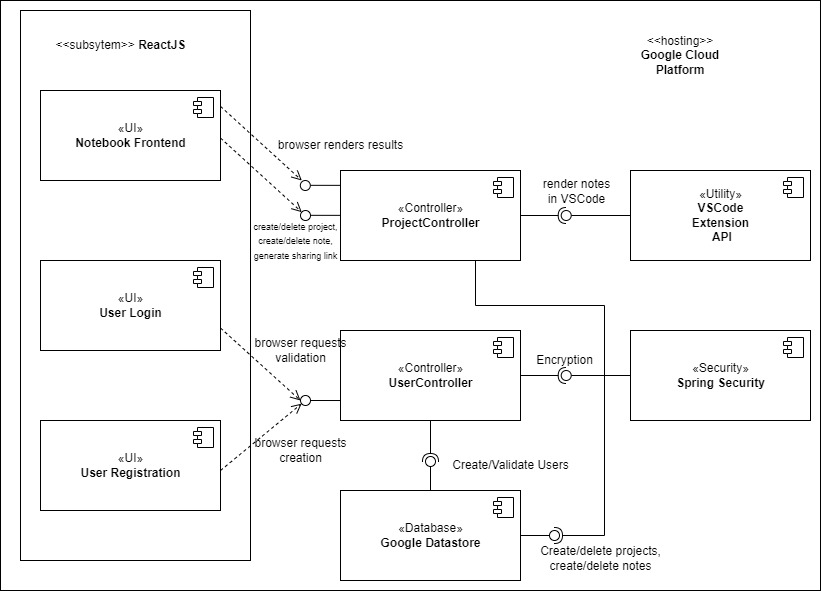 <<subsytem>> ReactJS
<<hosting>>
Google Cloud
Platform
«UI»
Notebook Frontend
browser renders results
«Controller»
ProjectController
render notes
in VSCode
«Utility»
VSCode
Extension
API
create/delete project,
create/delete note,
generate sharing link
«UI»
User Login
browser requests
validation
«Controller»
UserController
Encryption
«Security»
Spring Security
«UI»
User Registration
browser requests
creation
Create/Validate Users
«Database»
Google Datastore
Create/delete projects,
create/delete notes